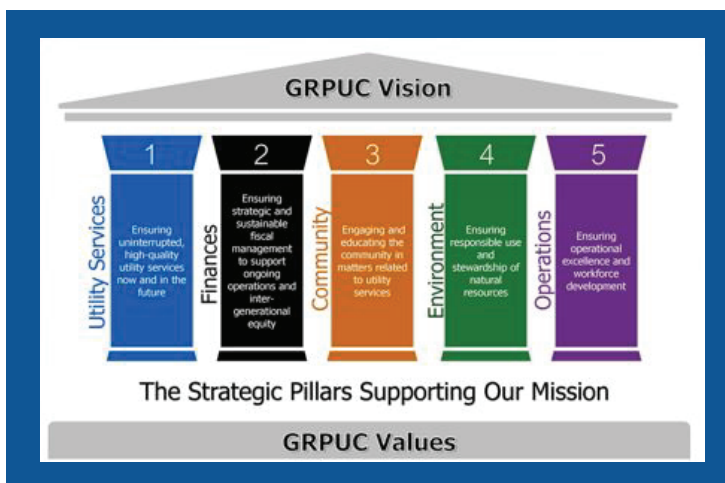 GRPUC Vision
1
Utility Services
Ensuring
uninterrupted,
high-quality
utility services
now and in the
future
2
Finances
Ensuring
strategic and
sustainable
fiscal
management
to support
ongoing
operations and
inter-
generational
equity
3
Community
Engaging and
educating the
community in
matters related
to utility
services
4
Environment
Ensuring
responsible use
and
stewardship of
natural
resources
5
Operations
Ensuring
operational
excellence and
workforce
development
The Strategic Pillars Supporting Our Mission
GRPUC Values